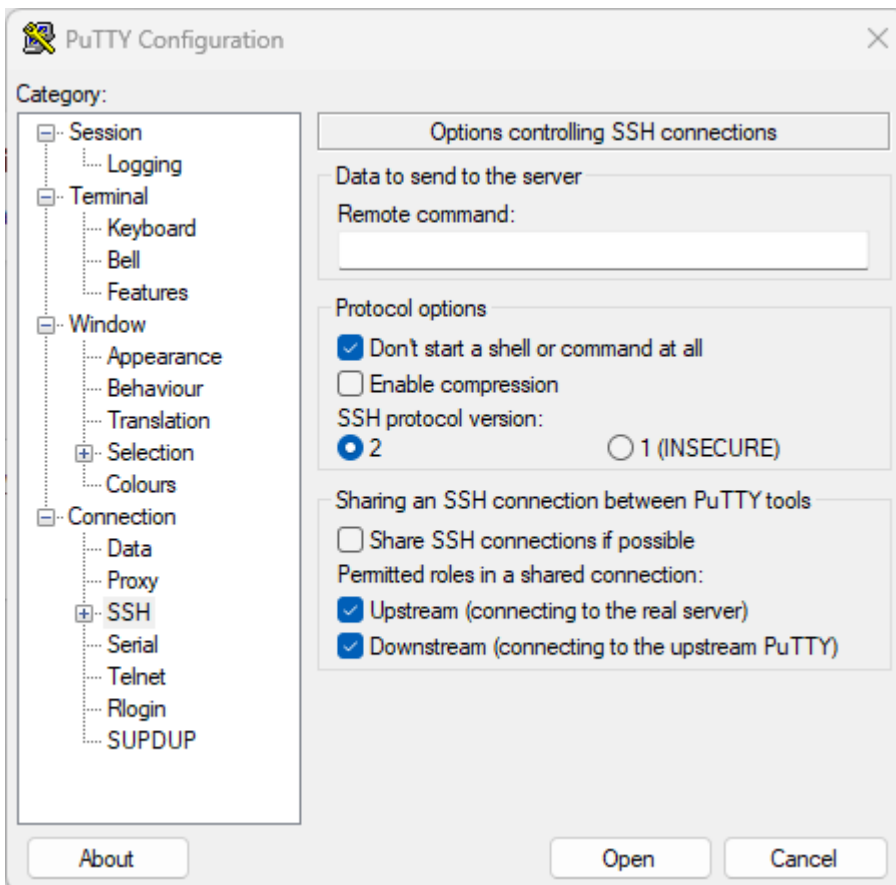 PuTTY Configuration
Category:
Session
Logging
Terminal
Keyboard
Bell
Features
Window
Appearance
Behaviour
Translation
Selection
Colours
Connection
Data
Proxy
SSH
Serial
Telnet
Rlogin
SUPDUP
Options controlling SSH connections
Data to send to the server
Remote command:
Protocol options
Don't start a shell or command at all
Enable compression
SSH protocol version:
2 1 (INSECURE)
Sharing an SSH connection between PuTTY tools
Share SSH connections if possible
Permitted roles in a shared connection:
Upstream (connecting to the real server)
Downstream (connecting to the upstream PuTTY)
About Open Cancel